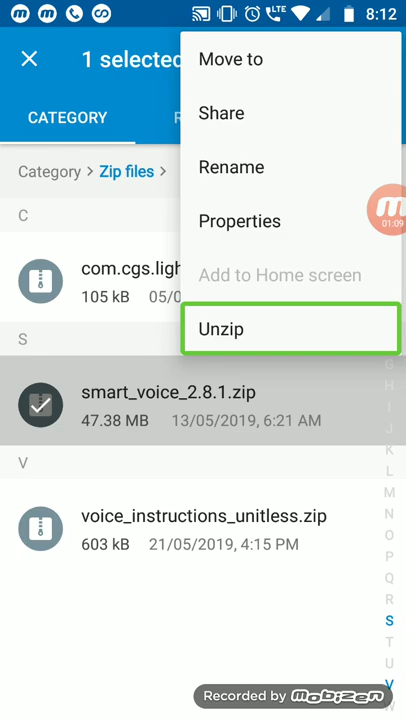 8:12
LTE
1 selected
Move to
CATEGORY
R
Share
Category > Zip files >
Rename
C
Properties
01:09
com.cgs.ligh
105 kB 05/0
Add to Home screen
S
Unzip
smart_voice_2.8.1.zip
47.38 MB 13/05/2019, 6:21 AM
V
voice_instructions_unitless.zip
603 kB 21/05/2019, 4:15 PM
G
H
I
J
K
L
M
N
O
P
Q
R
S
T
U
V
W
Recorded by MOBIZEN